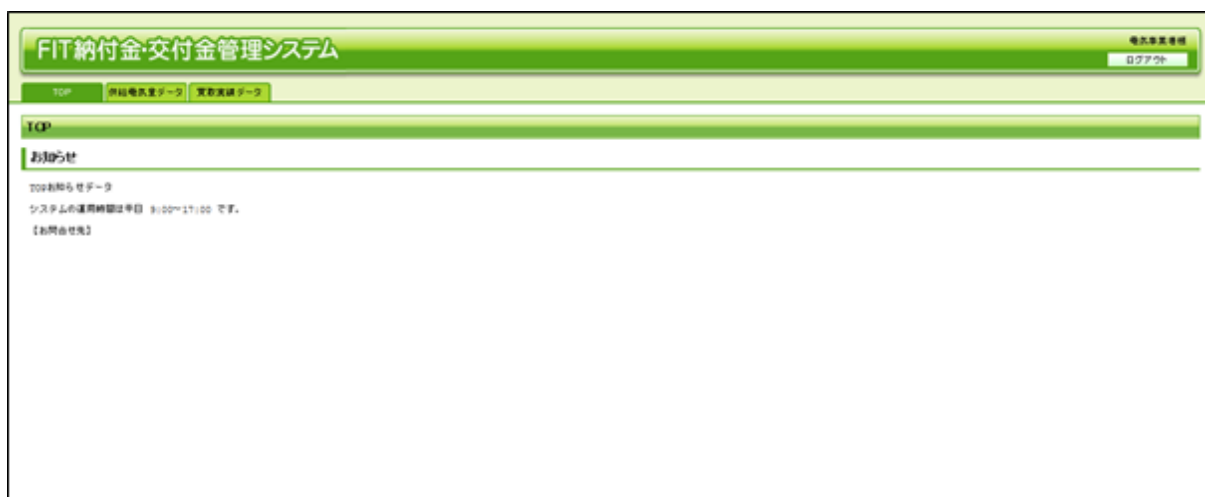 FIT納付金・交付金管理システム
電気事業者様
ログアウト
TOP
供給電気量データ
買取実績データ
TOP
お知らせ
TOPお知らせデータ
システムの運用時間は平日 9:00〜17:00 です。
【お問合せ先】